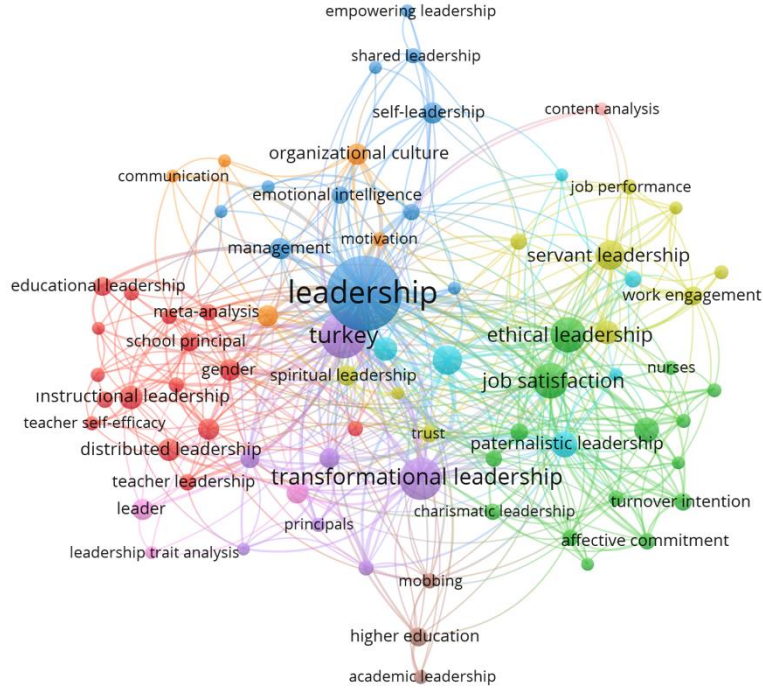 empowering leadership
shared leadership
self-leadership
content analysis
organizational culture
communication
emotional intelligence
job performance
motivation
management
servant leadership
educational leadership
leadership
work engagement
meta-analysis
turkey
ethical leadership
school principal
gender
spiritual leadership
job satisfaction
nurses
ınstructional leadership
teacher self-efficacy
trust
distributed leadership
paternalistic leadership
teacher leadership
transformational leadership
leader
charismatic leadership
turnover intention
principals
leadership trait analysis
affective commitment
mobbing
higher education
academic leadership